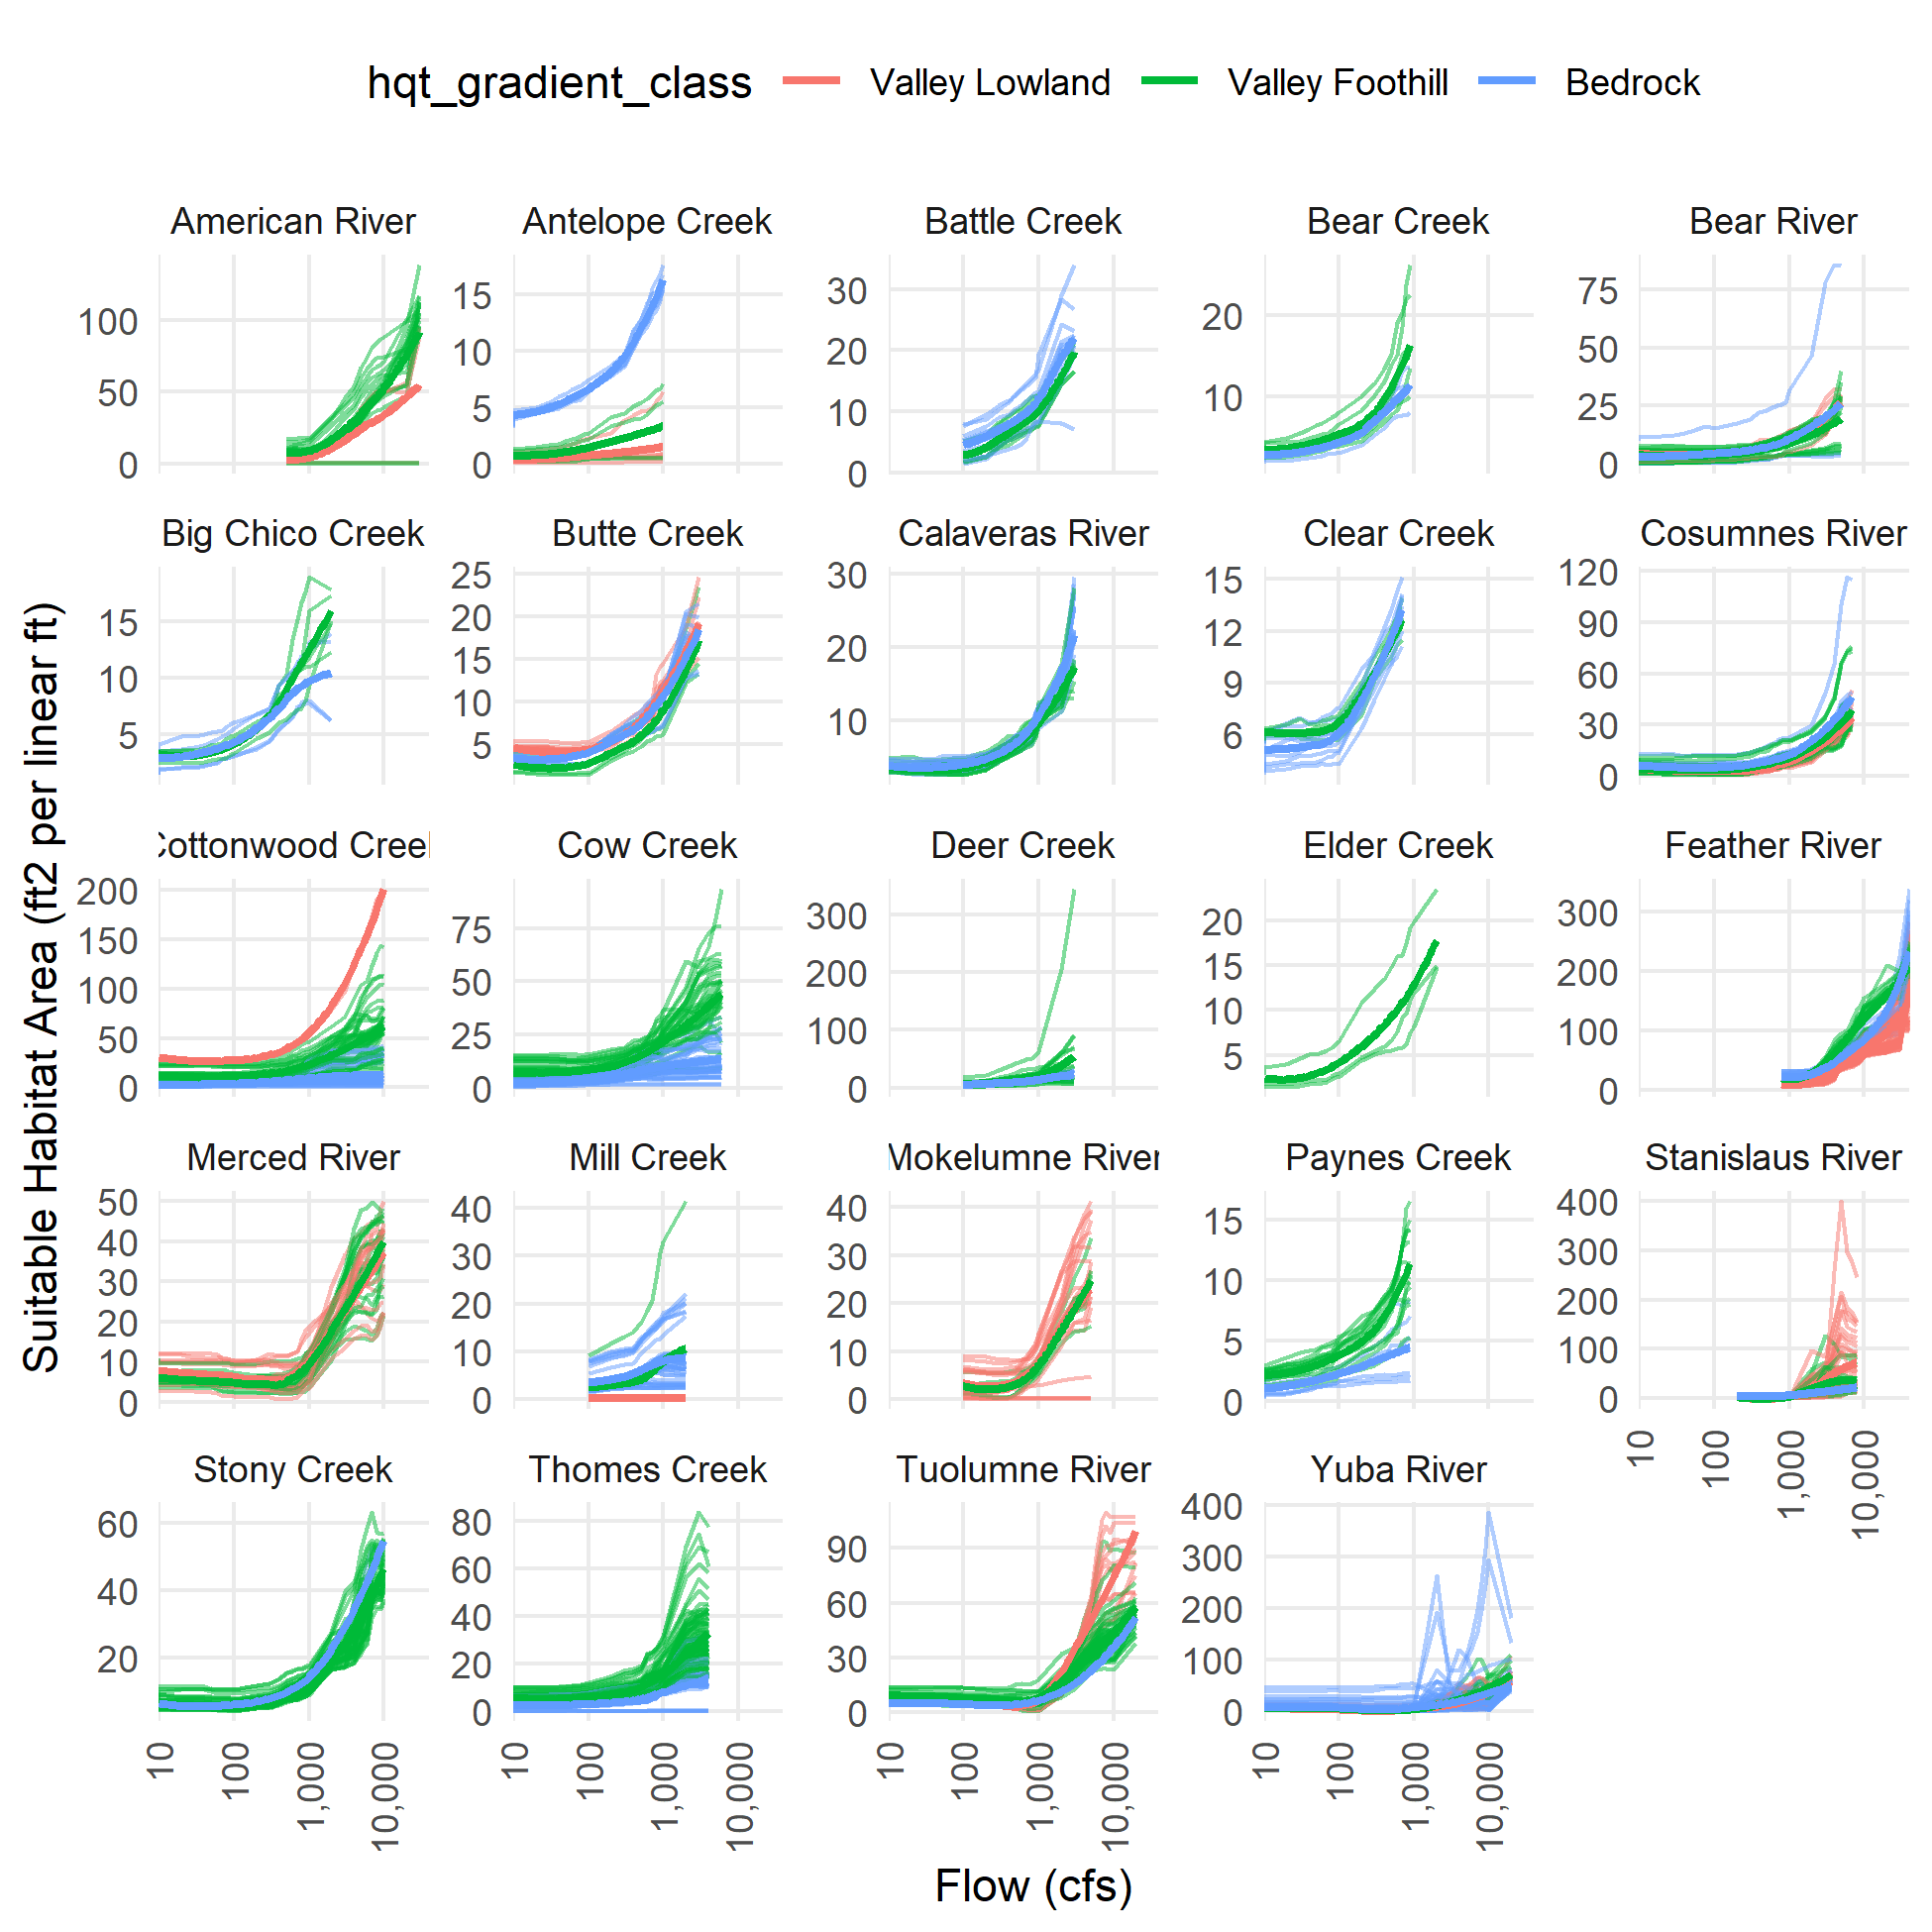 hqt_gradient_class Valley Lowland Valley Foothill Bedrock
Suitable Habitat Area (ft2 per linear ft)
American River Antelope Creek Battle Creek Bear Creek Bear River
100 15 30 20 75
50 10 20 10 50
0 5 10 25
0 0 0
Big Chico Creek Butte Creek Calaveras River Clear Creek Cosumnes River
15 25 30 15 120
10 20 20 12 90
5 15 10 9 60
10 6 30
5 0
Cottonwood Creek Cow Creek Deer Creek Elder Creek Feather River
200 75 300 20 300
150 50 200 15 200
100 25 100 10 100
50 0 0 5 0
0
Merced River Mill Creek Mokelumne River Paynes Creek Stanislaus River
50 40 40 15 400
40 30 30 10 300
30 20 20 5 200
20 10 10 0 100
10 0 0 0
0
10 100 1,000 10,000
Stony Creek Thomes Creek Tuolumne River Yuba River
60 80 90 400
40 60 60 300
20 40 30 200
20 0 100
0 0
10 100 1,000 10,000 10 100 1,000 10,000 10 100 1,000 10,000 10 100 1,000 10,000
Flow (cfs)